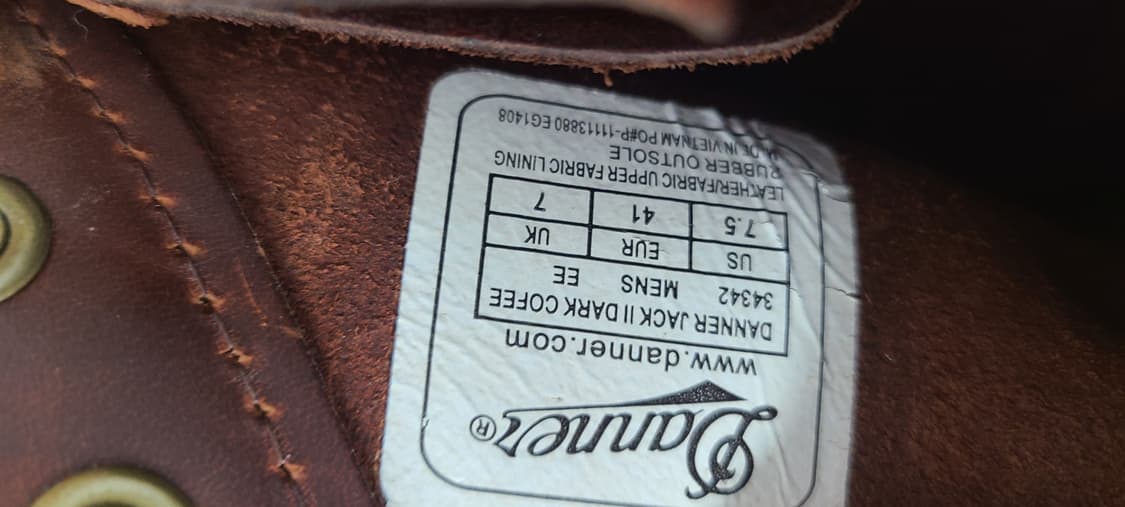 Danner®
www.danner.com
DANNER JACK II DARK COFEE
34342 MENS EE
US EUR UK
7.5 41 7
LEATHER/FABRIC UPPER FABRIC LINING
RUBBER OUTSOLE
MADE IN VIETNAM PO#P-11113880 EG1408